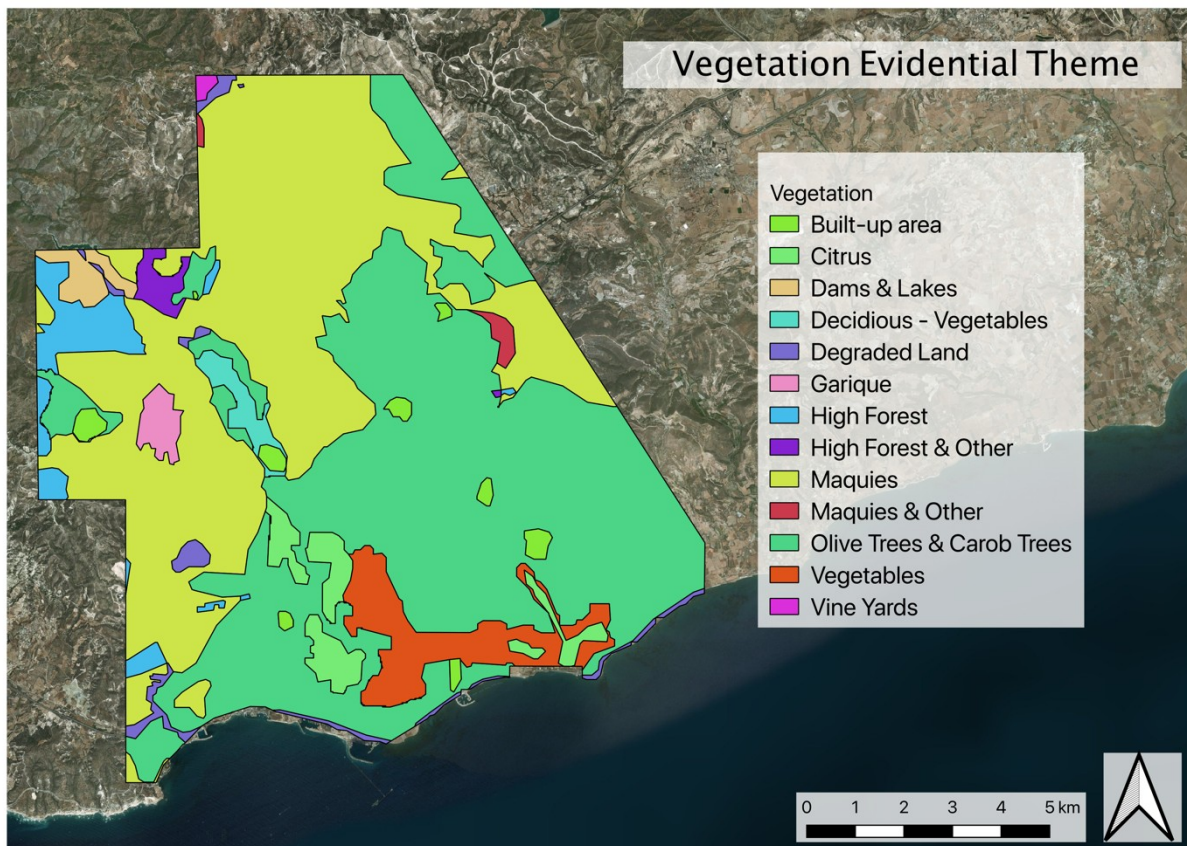 Vegetation Evidential Theme
Vegetation
Built-up area
Citrus
Dams & Lakes
Decidious - Vegetables
Degraded Land
Garique
High Forest
High Forest & Other
Maquies
Maquies & Other
Olive Trees & Carob Trees
Vegetables
Vine Yards
0 1 2 3 4 5 km